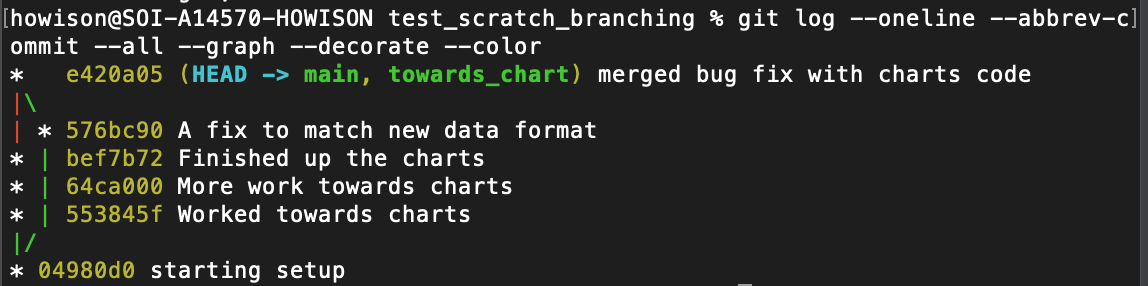 [howison@SOI-A14570-HOWISON test_scratch_branching % git log --oneline --abbrev-c]
ommit --all --graph --decorate --color
*   e420a05 (HEAD -> main, towards_chart) merged bug fix with charts code
|\
| * 576bc90 A fix to match new data format
* | bef7b72 Finished up the charts
* | 64ca000 More work towards charts
* | 553845f Worked towards charts
|/
* 04980d0 starting setup